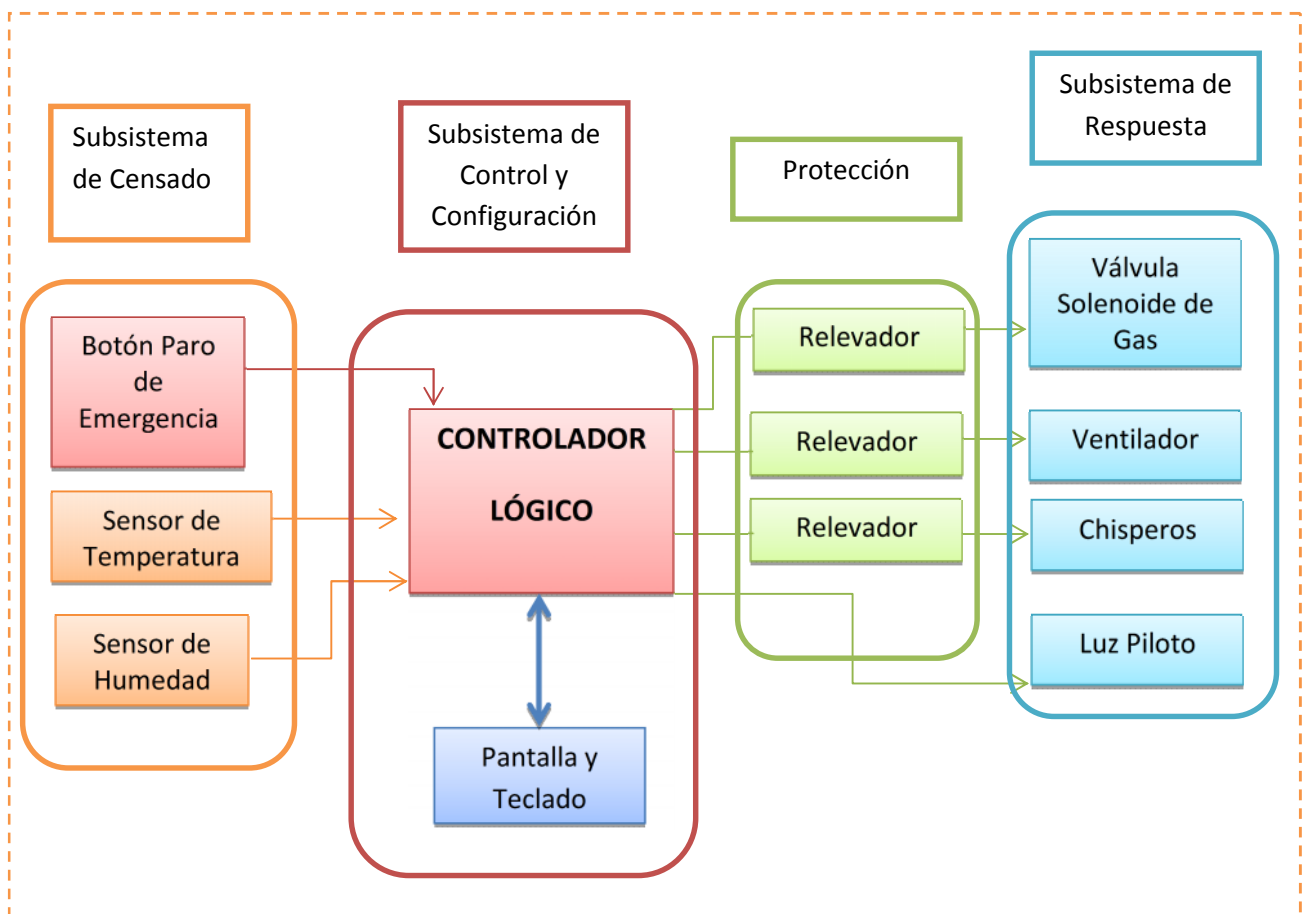 Subsistema
de Censado
Subsistema de
Control y
Configuración
Protección
Subsistema de
Respuesta
Botón Paro
de
Emergencia
Sensor de
Temperatura
Sensor de
Humedad
CONTROLADOR
LÓGICO
Pantalla y
Teclado
Relevador
Relevador
Relevador
Válvula
Solenoide de
Gas
Ventilador
Chisperos
Luz Piloto